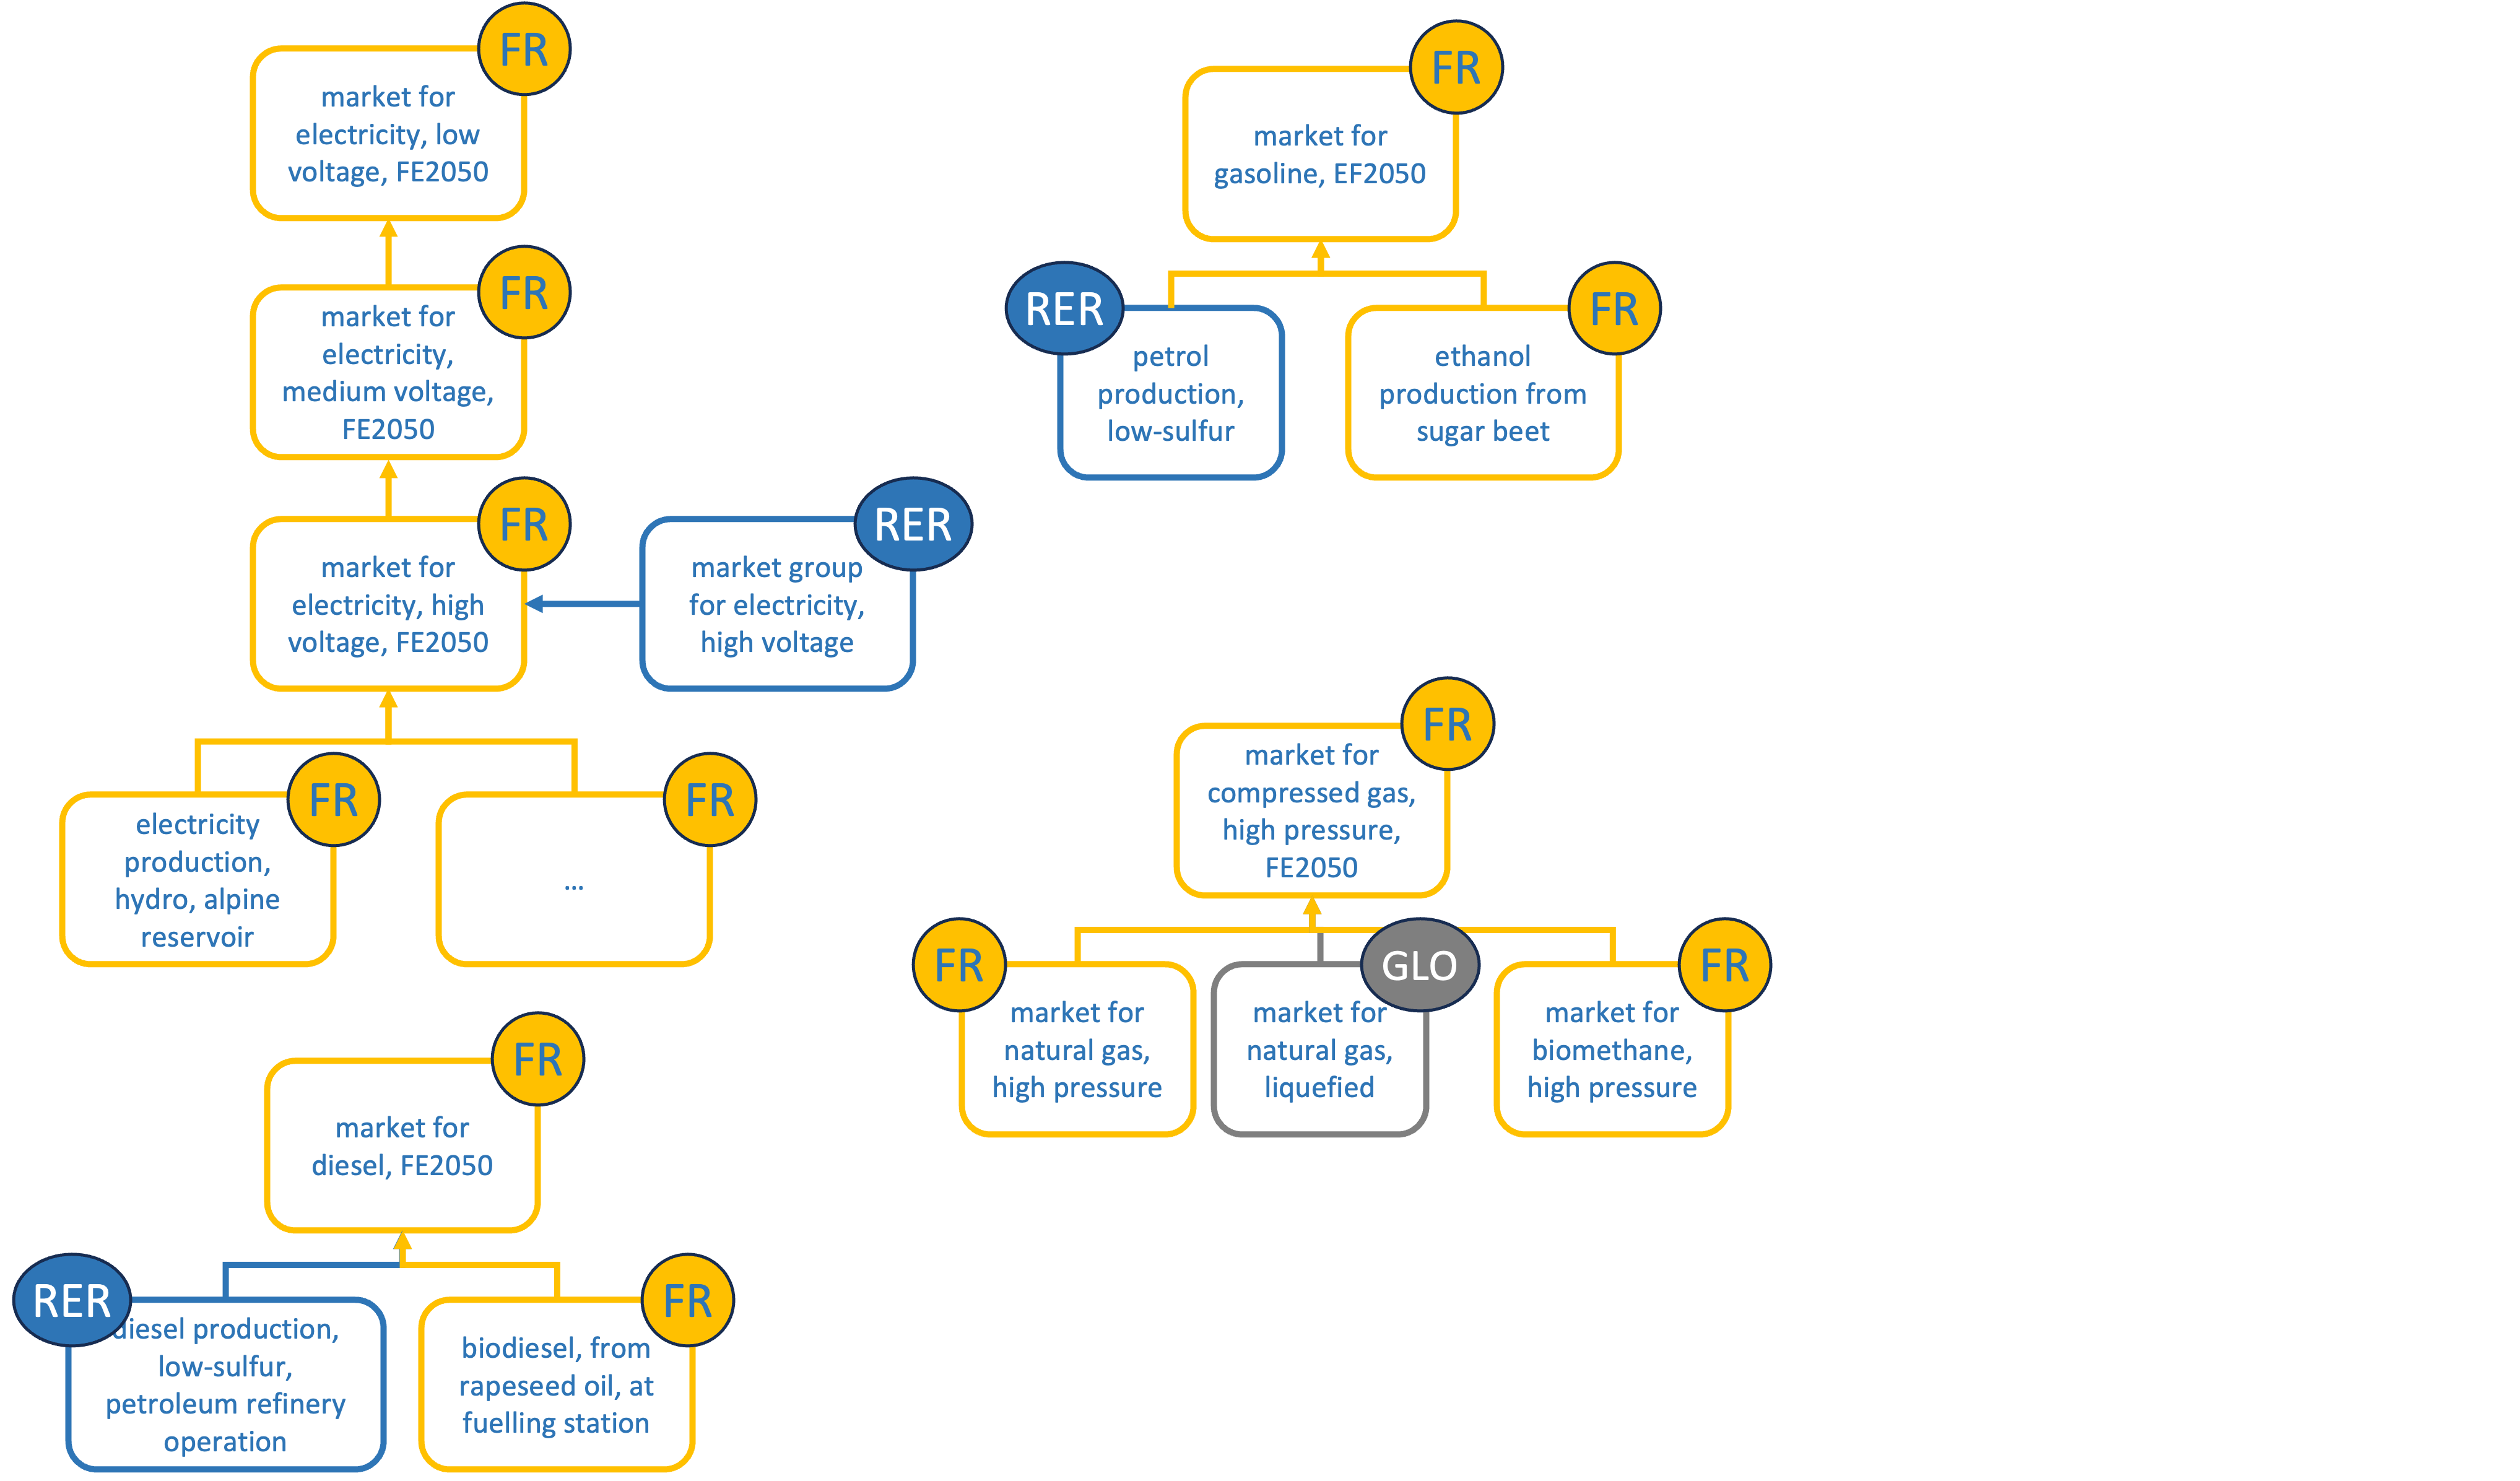 FR
market for
electricity, low
voltage, FE2050
FR
market for
electricity,
medium voltage,
FE2050
FR
market for
electricity, high
voltage, FE2050
RER
market group
for electricity,
high voltage
FR
electricity
production,
hydro, alpine
reservoir
FR
...
FR
market for
diesel, FE2050
RER
diesel production,
low-sulfur,
petroleum refinery
operation
FR
biodiesel, from
rapeseed oil, at
fuelling station
FR
market for
gasoline, EF2050
RER
petrol
production,
low-sulfur
FR
ethanol
production from
sugar beet
FR
market for
compressed gas,
high pressure,
FE2050
FR
market for
natural gas,
high pressure
GLO
market for
natural gas,
liquefied
FR
market for
biomethane,
high pressure